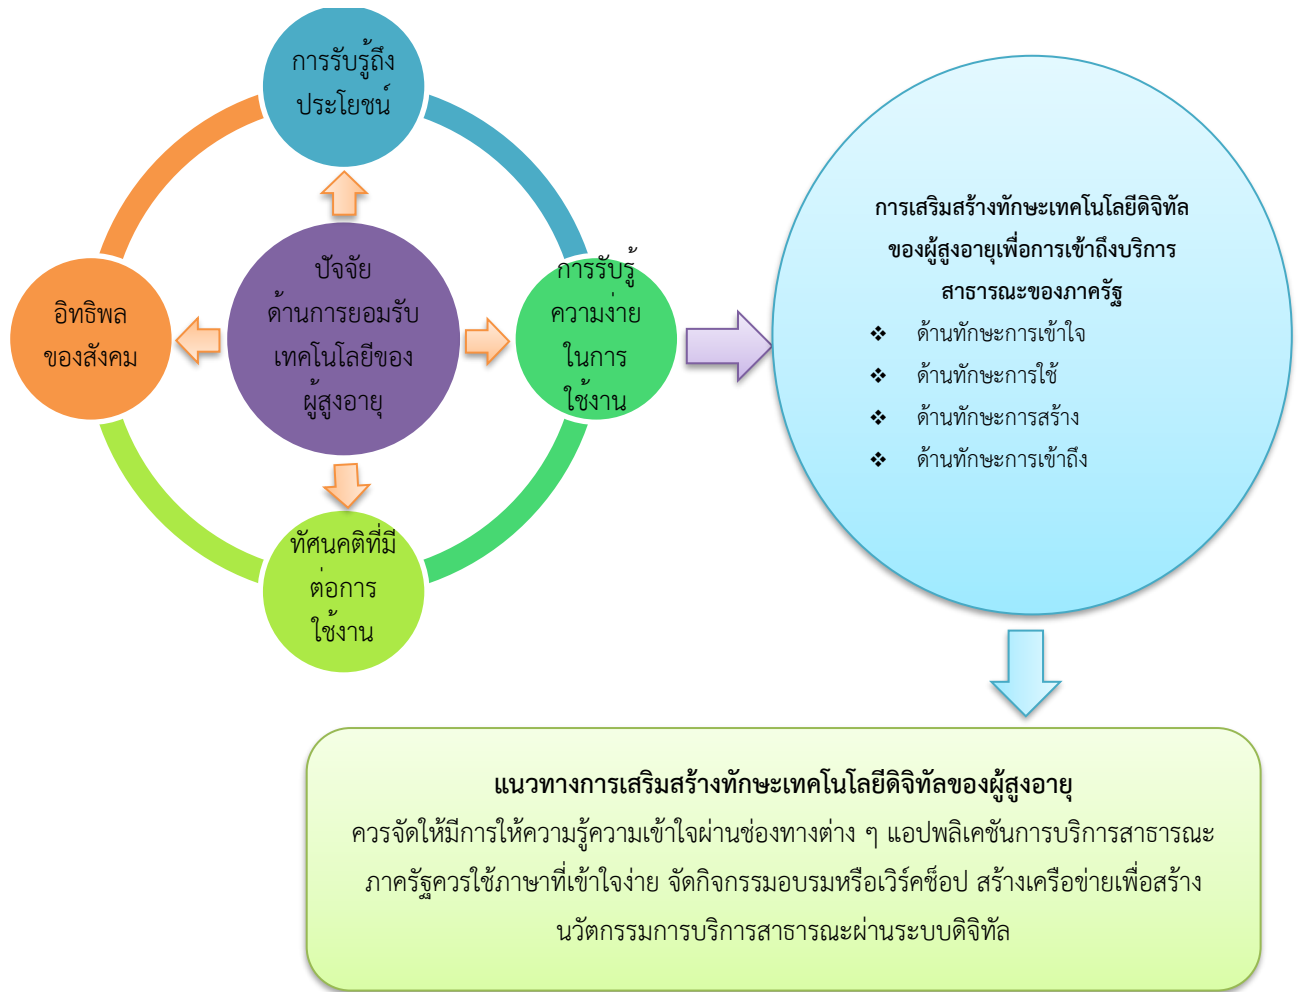 การรับรู้ถึง
ประโยชน์
ปัจจัย
ด้านการยอมรับ
เทคโนโลยีของ
ผู้สูงอายุ
อิทธิพล
ของสังคม
การรับรู้
ความง่าย
ในการ
ใช้งาน
ทัศนคติที่มี
ต่อการ
ใช้งาน
การเสริมสร้างทักษะเทคโนโลยีดิจิทัล
ของผู้สูงอายุเพื่อการเข้าถึงบริการ
สาธารณะของภาครัฐ
❖ ด้านทักษะการเข้าใจ
❖ ด้านทักษะการใช้
❖ ด้านทักษะการสร้าง
❖ ด้านทักษะการเข้าถึง
แนวทางการเสริมสร้างทักษะเทคโนโลยีดิจิทัลของผู้สูงอายุ
ควรจัดให้มีการให้ความรู้ความเข้าใจผ่านช่องทางต่าง ๆ แอปพลิเคชันการบริการสาธารณะ
ภาครัฐควรใช้ภาษาที่เข้าใจง่าย จัดกิจกรรมอบรมหรือเวิร์คช็อป สร้างเครือข่ายเพื่อสร้าง
นวัตกรรมการบริการสาธารณะผ่านระบบดิจิทัล